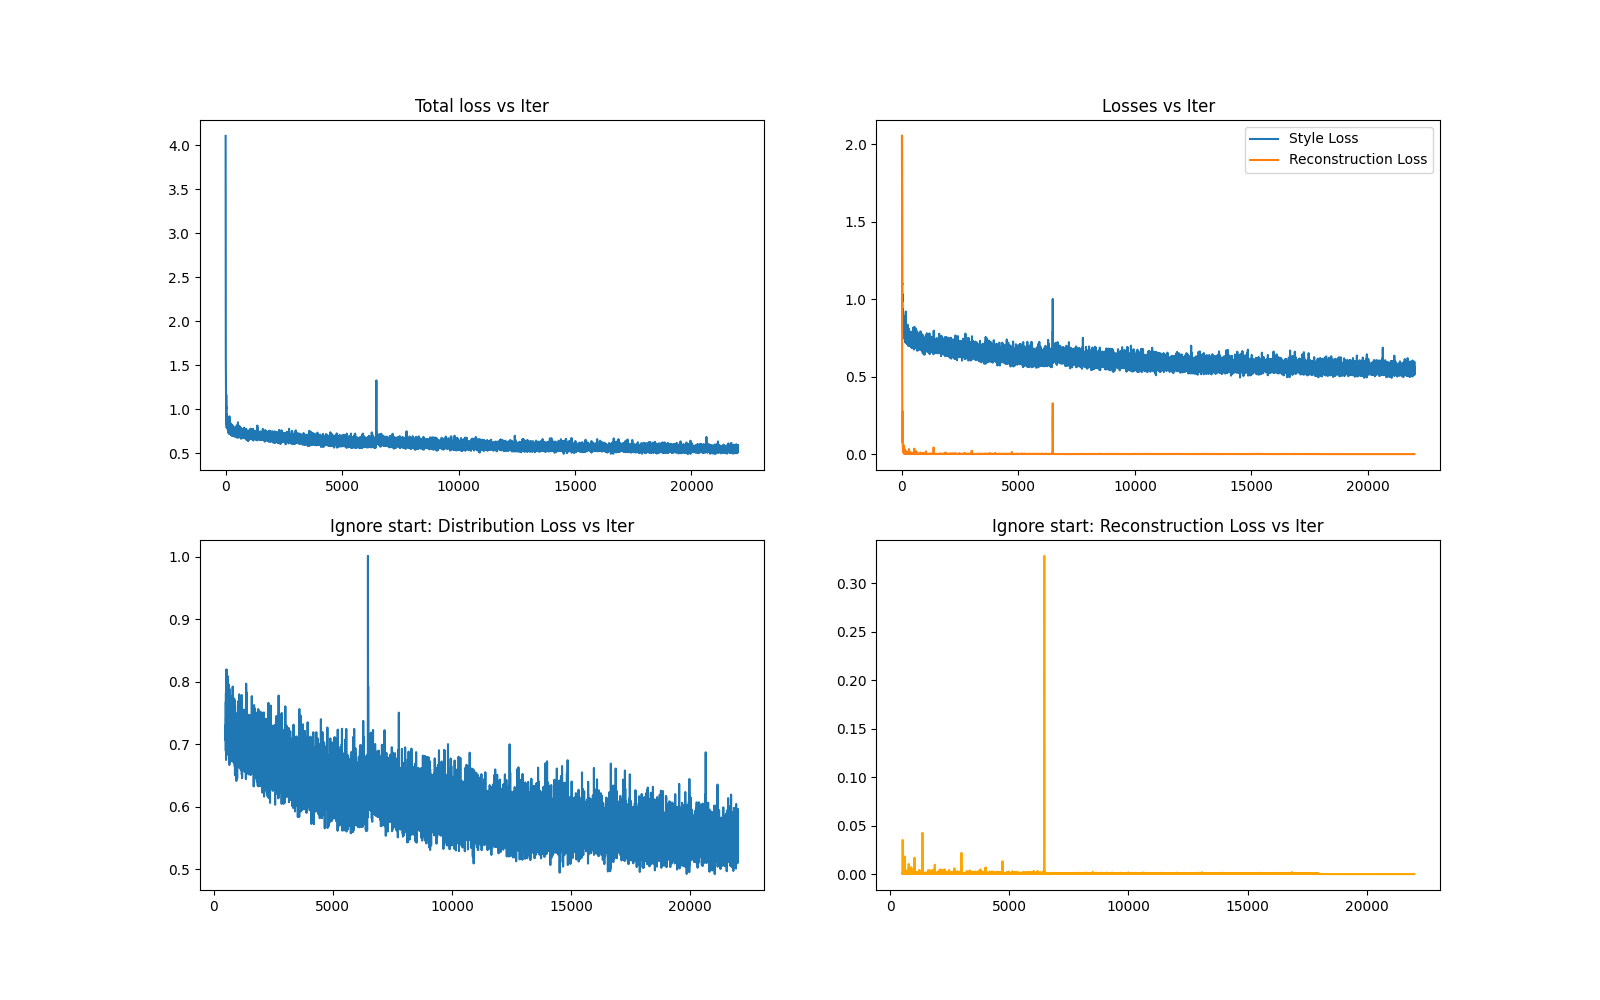 Total loss vs Iter
4.0
3.5
3.0
2.5
2.0
1.5
1.0
0.5
0 5000 10000 15000 20000
Losses vs Iter
Style Loss
Reconstruction Loss
2.0
1.5
1.0
0.5
0.0
0 5000 10000 15000 20000
Ignore start: Distribution Loss vs Iter
1.0
0.9
0.8
0.7
0.6
0.5
0 5000 10000 15000 20000
Ignore start: Reconstruction Loss vs Iter
0.30
0.25
0.20
0.15
0.10
0.05
0.00
0 5000 10000 15000 20000